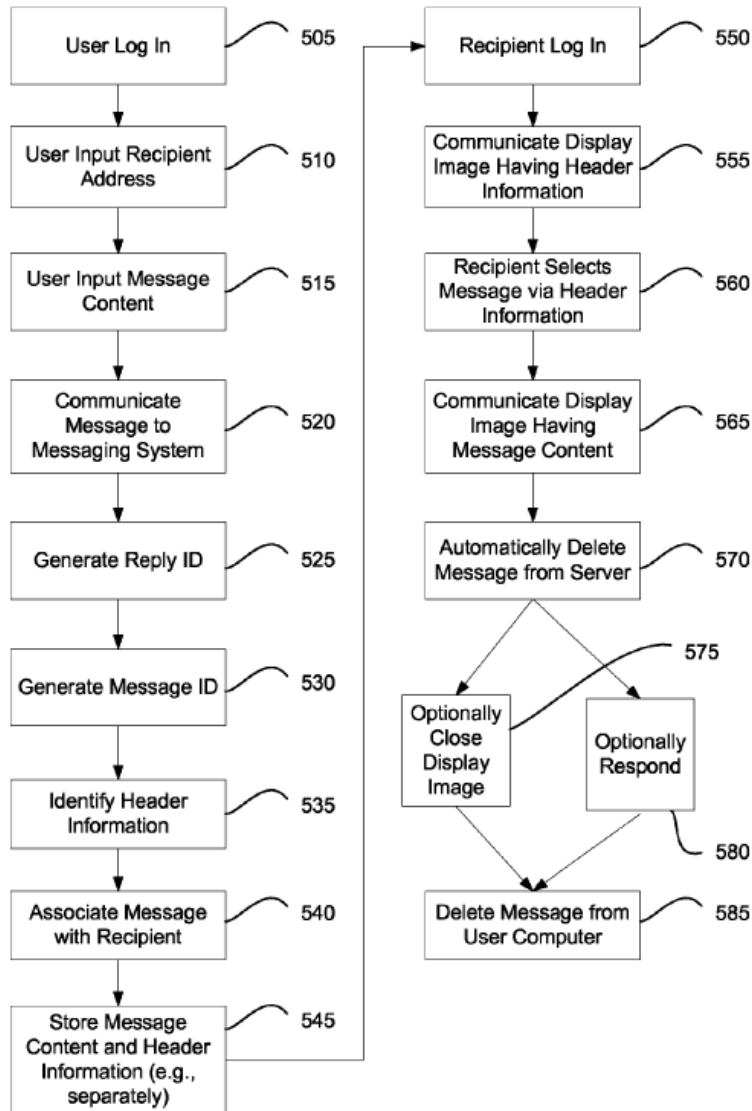 User Log In
505
User Input Recipient
Address
510
User Input Message
Content
515
Communicate
Message to
Messaging System
520
Generate Reply ID
525
Generate Message ID
530
Identify Header
Information
535
Associate Message
with Recipient
540
Store Message
Content and Header
Information (e.g.,
separately)
545
Recipient Log In
550
Communicate Display
Image Having Header
Information
555
Recipient Selects
Message via Header
Information
560
Communicate Display
Image Having
Message Content
565
Automatically Delete
Message from Server
570
575
Optionally
Close
Display
Image
Optionally
Respond
580
Delete Message from
User Computer
585